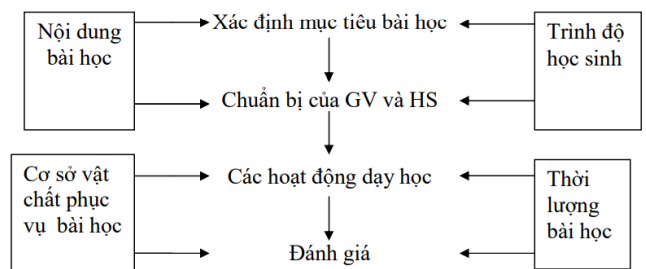 Nội dung
bài học
Xác định mục tiêu bài học
Trình độ
học sinh
Chuẩn bị của GV và HS
Cơ sở vật
chất phục
vụ bài học
Các hoạt động dạy học
Thời
lượng
bài học
Đánh giá